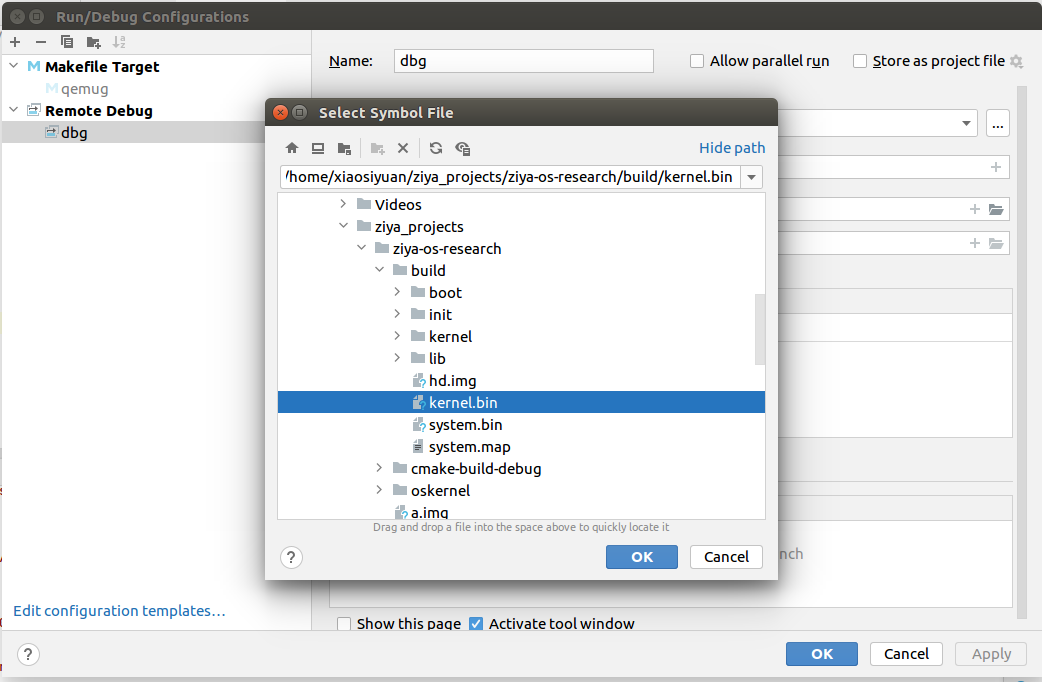 Run/Debug Configurations
Makefile Target
qemug
Remote Debug
dbg
Name: dbg
Allow parallel run
Store as project file
...
Select Symbol File
Hide path
/home/xiaosiyuan/ziya_projects/ziya-os-research/build/kernel.bin
Videos
ziya_projects
ziya-os-research
build
boot
init
kernel
lib
hd.img
kernel.bin
system.bin
system.map
cmake-build-debug
oskernel
a.img
Drag and drop a file into the space above to quickly locate it
?
OK
Cancel
nch
Edit configuration templates...
Show this page
Activate tool window
?
OK
Cancel
Apply